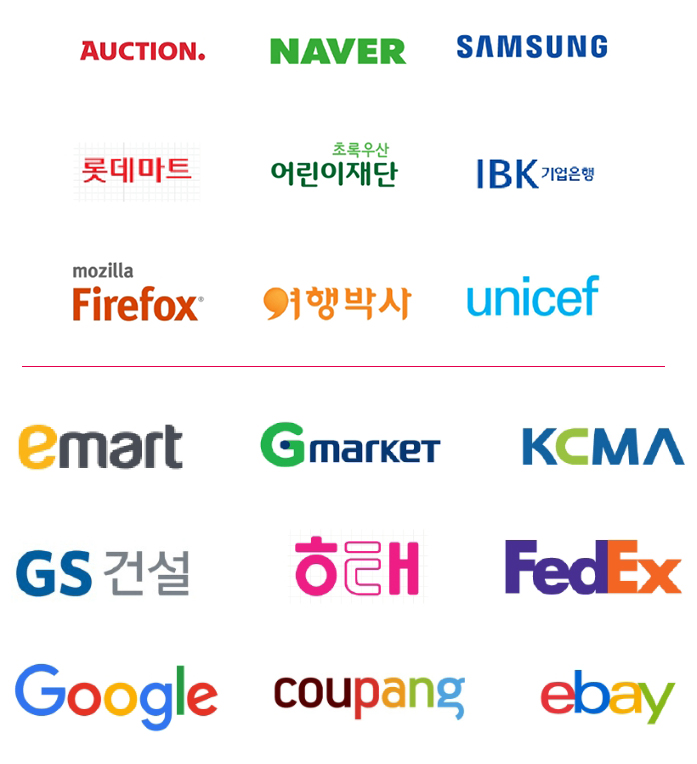 AUCTION.
NAVER
SAMSUNG
롯데마트
초록우산
어린이재단
IBK 기업은행
mozilla
Firefox®
여행박사
unicef
emart
Gmarket
KCMA
GS 건설
해태
FedEx
Google
coupang
ebay